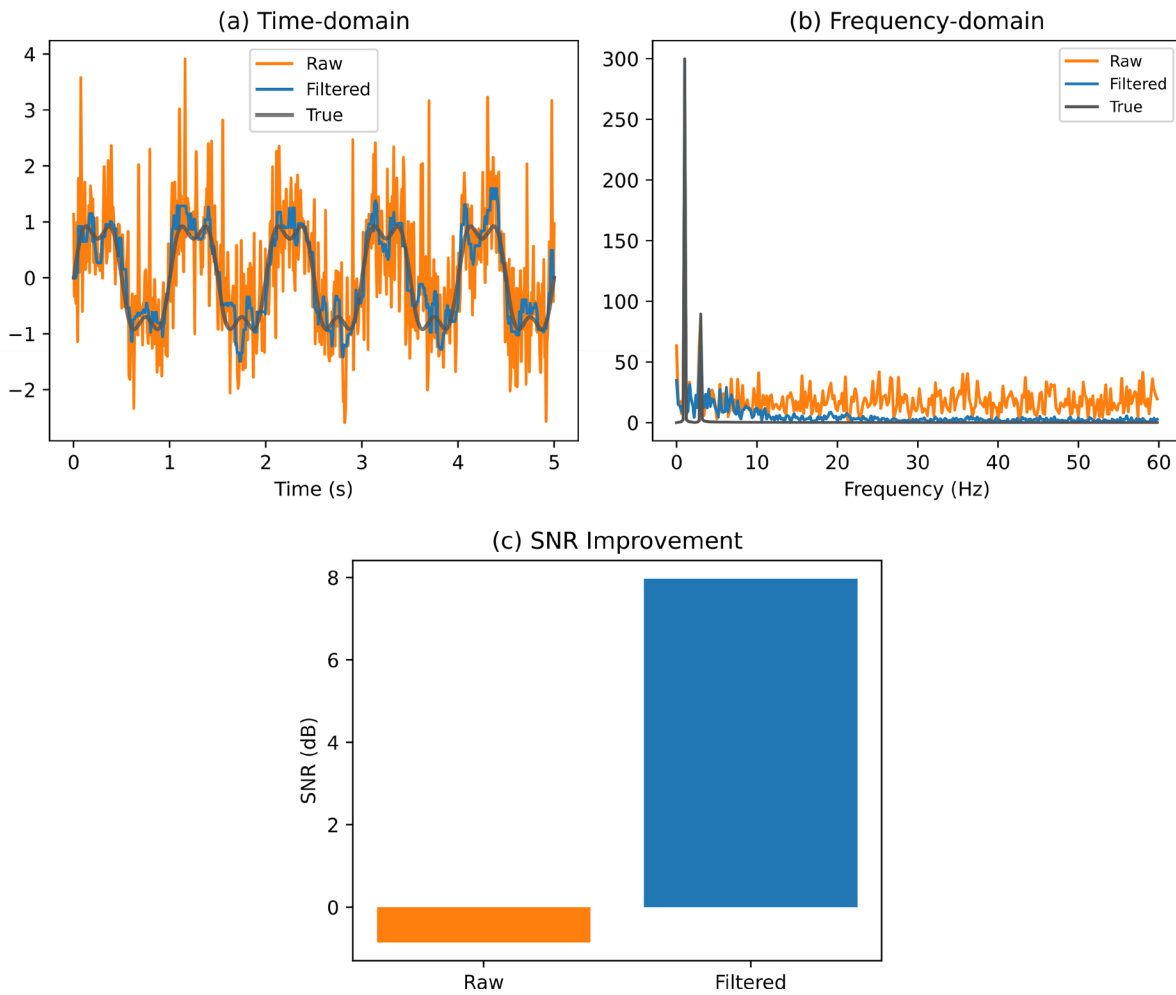 (a) Time-domain
4
3
2
1
0
−1
−2
Raw
Filtered
True
0 1 2 3 4 5
Time (s)
(b) Frequency-domain
300
250
200
150
100
50
0
Raw
Filtered
True
0 10 20 30 40 50 60
Frequency (Hz)
(c) SNR Improvement
SNR (dB)
8
6
4
2
0
Raw Filtered